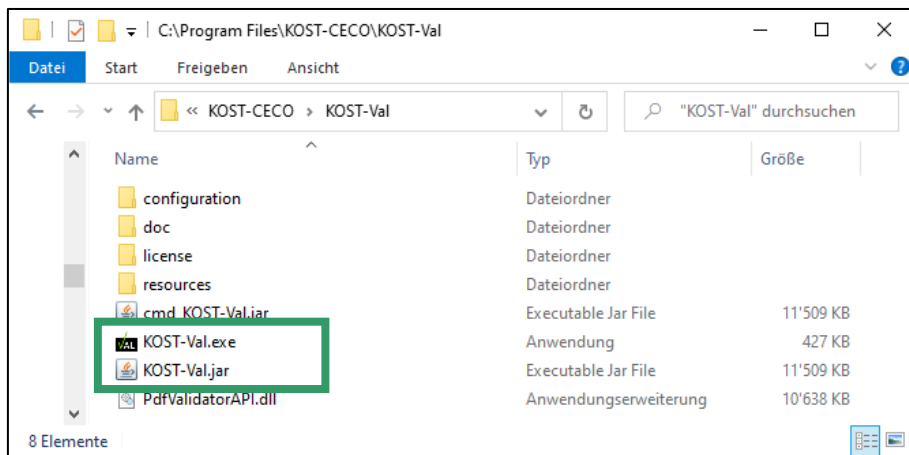 C:\Program Files\KOST-CECO\KOST-Val
Datei Start Freigeben Ansicht ?
« KOST-CECO > KOST-Val "KOST-Val" durchsuchen
Name Typ Größe
configuration Dateiordner
doc Dateiordner
license Dateiordner
resources Dateiordner
cmd_KOST-Val.jar Executable Jar File 11'509 KB
VAL KOST-Val.exe Anwendung 427 KB
KOST-Val.jar Executable Jar File 11'509 KB
PdfValidatorAPI.dll Anwendungserweiterung 10'638 KB
8 Elemente